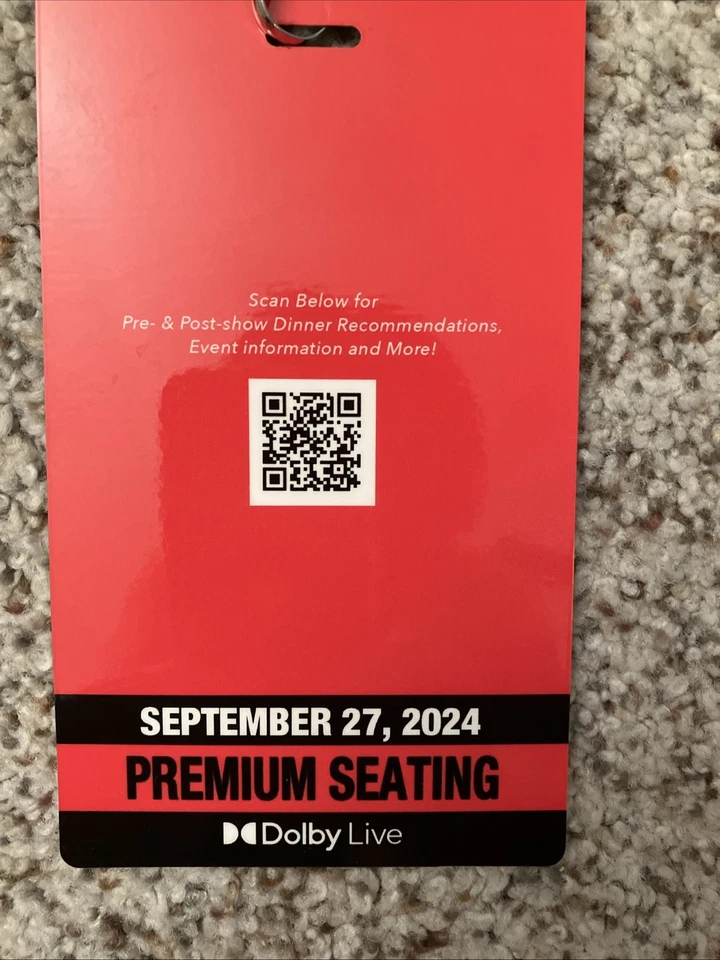 Scan Below for
Pre- & Post-show Dinner Recommendations,
Event information and More!
SEPTEMBER 27, 2024
PREMIUM SEATING
Dolby Live